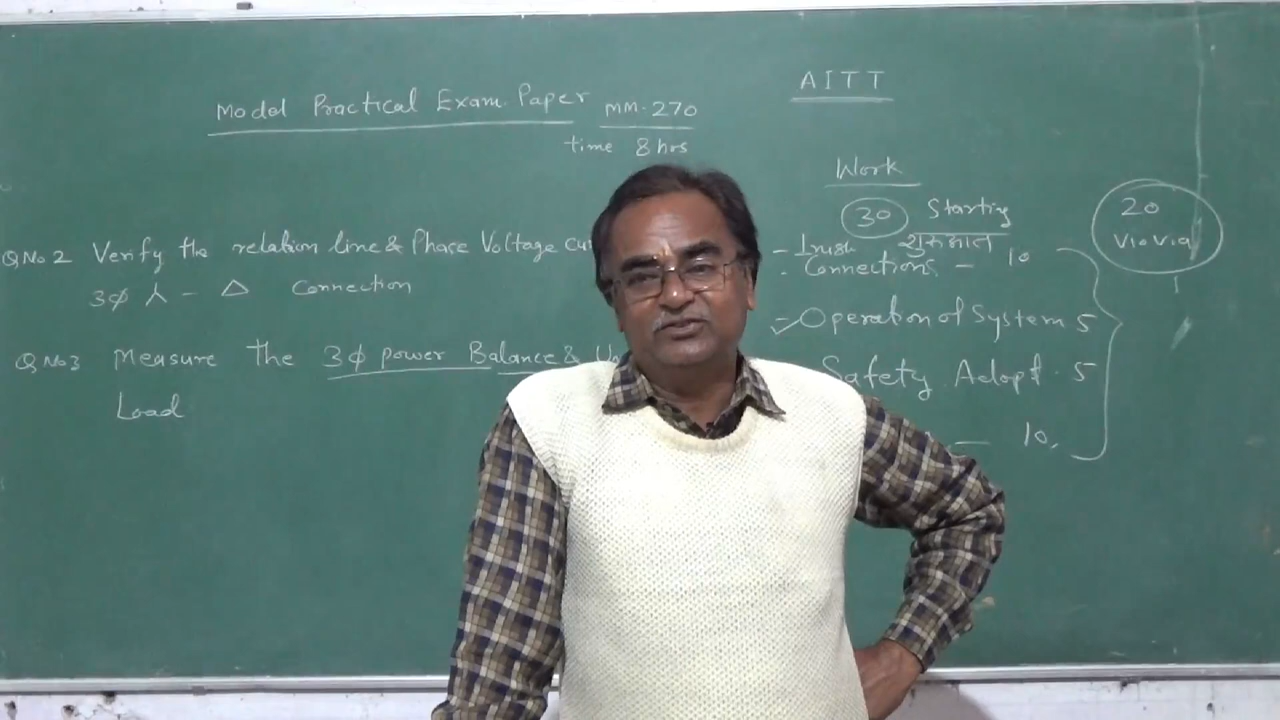 Model Practical Exam. Paper MM-270
time 8 hrs
Q No 2 Verify the relation line & Phase Voltage Cu
3φ ⅄ - △ Connection
Q No 3 Measure the 3φ power Balance &
Load
AITT
Work
30 Starting
शुरुआत
- Connections - 10
✓ Operation of System 5
Safety Adopt. 5
— 10,
20